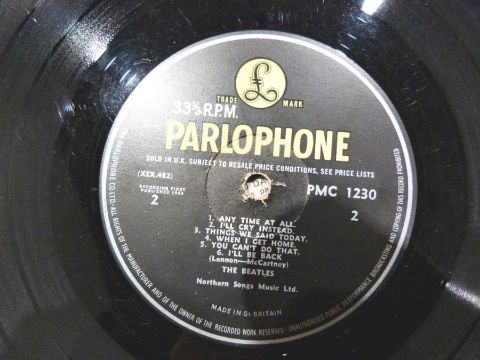 £
TRADE MARK
33⅓ R.P.M.
PARLOPHONE
SOLD IN U.K. SUBJECT TO RESALE PRICE CONDITIONS, SEE PRICE LISTS
(XEX.482)
RECORDING FIRST
PUBLISHED 1964
PMC 1230
2
2
1. ANY TIME AT ALL.
2. I'LL CRY INSTEAD.
3. THINGS WE SAID TODAY.
4. WHEN I GET HOME.
5. YOU CAN'T DO THAT.
6. I'LL BE BACK
(Lennon—McCartney)
THE BEATLES
Northern Songs Music Ltd.
MADE IN Gt BRITAIN
THE PARLOPHONE CO. LTD. ALL RIGHTS OF THE MANUFACTURER AND OF THE OWNER OF THE RECORDED WORK RESERVED-UNAUTHORISED PUBLIC PERFORMANCE BROADCASTING AND COPYING OF THIS RECORD PROHIBITED